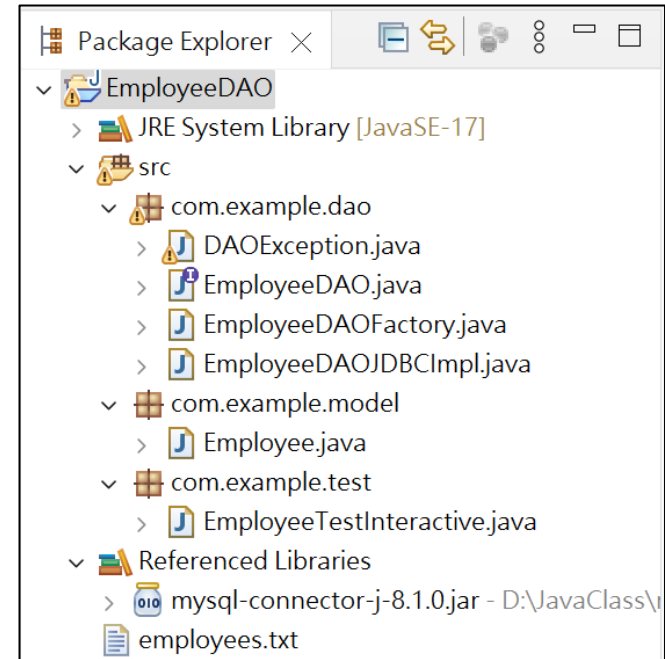 Package Explorer
EmployeeDAO
JRE System Library [JavaSE-17]
src
com.example.dao
DAOException.java
EmployeeDAO.java
EmployeeDAOFactory.java
EmployeeDAOJDBCImpl.java
com.example.model
Employee.java
com.example.test
EmployeeTestInteractive.java
Referenced Libraries
mysql-connector-j-8.1.0.jar - D:\JavaClass\
employees.txt